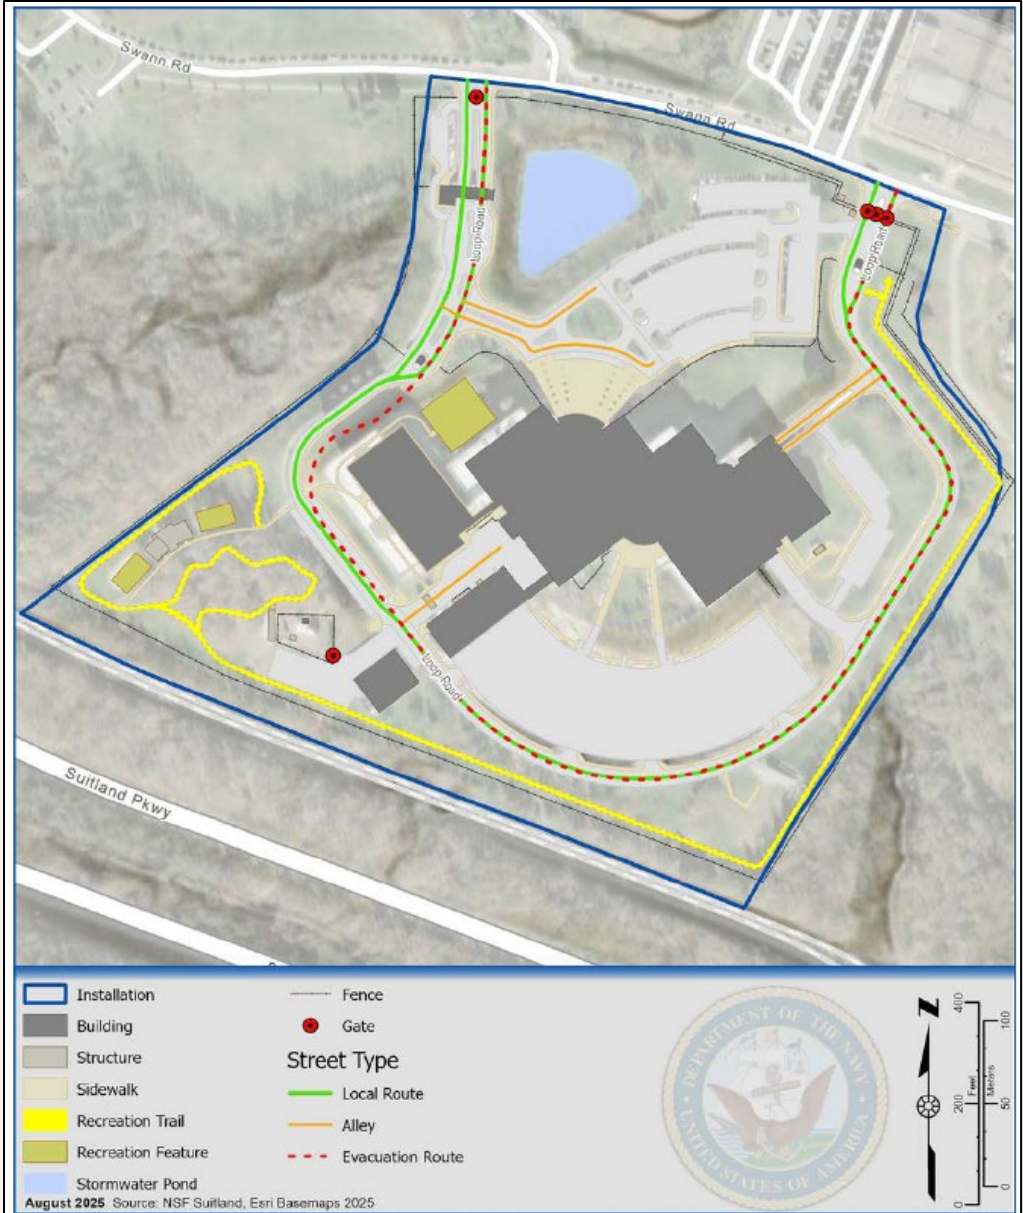 Swann Rd
Swann Rd
Loop Road
Loop Road
Loop Road
Suitland Pkwy
Installation
Building
Structure
Sidewalk
Recreation Trail
Recreation Feature
Stormwater Pond
Fence
Gate
Street Type
Local Route
Alley
Evacuation Route
DEPARTMENT OF THE NAVY
UNITED STATES OF AMERICA
N
400
200
0
Feet
100
50
0
Meters
August 2025 Source: NSF Suitland, Esri Basemaps 2025